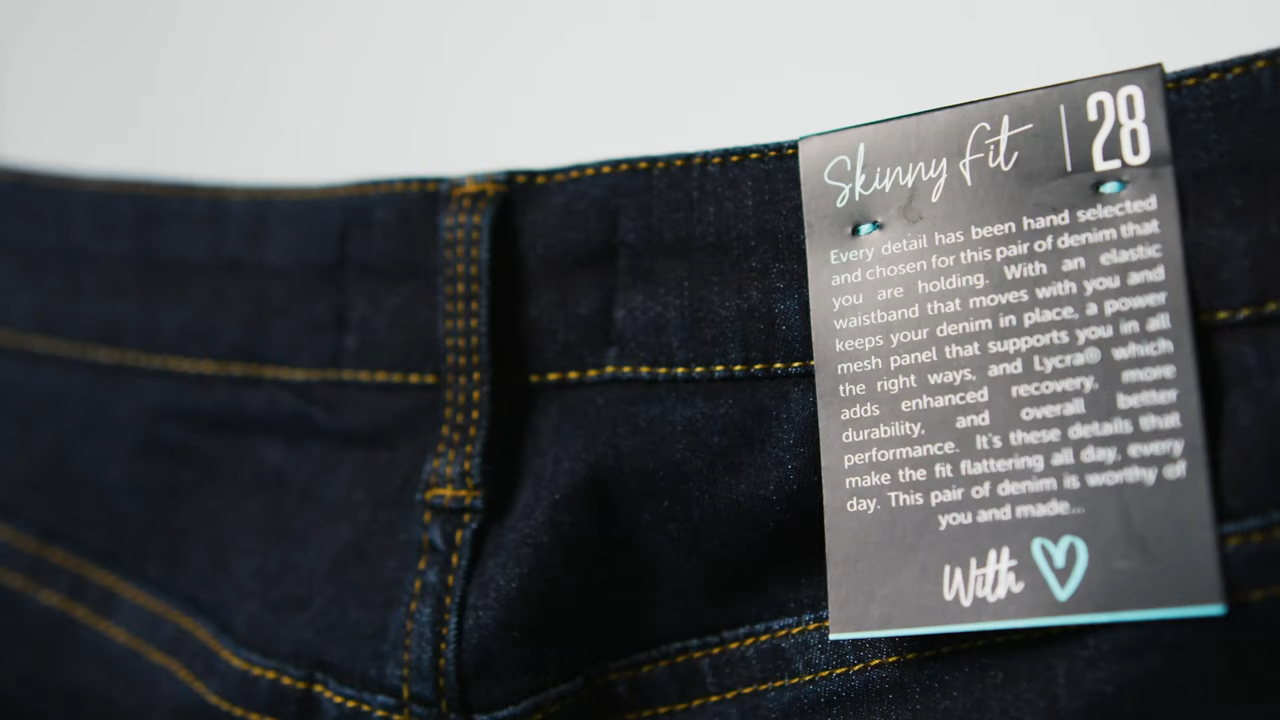 Skinny fit | 28
Every detail has been hand selected
and chosen for this pair of denim that
you are holding. With an elastic
waistband that moves with you and
keeps your denim in place, a power
mesh panel that supports you in all
the right ways, and Lycra® which
adds enhanced recovery, more
durability, and overall better
performance. It's these details that
make the fit flattering all day, every
day. This pair of denim is worthy of
you and made...
With